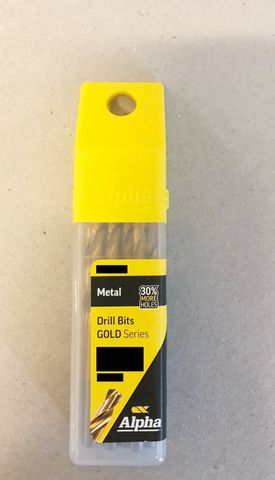 Alpha
Metal
30%
MORE
HOLES
Drill Bits
GOLD Series
Alpha